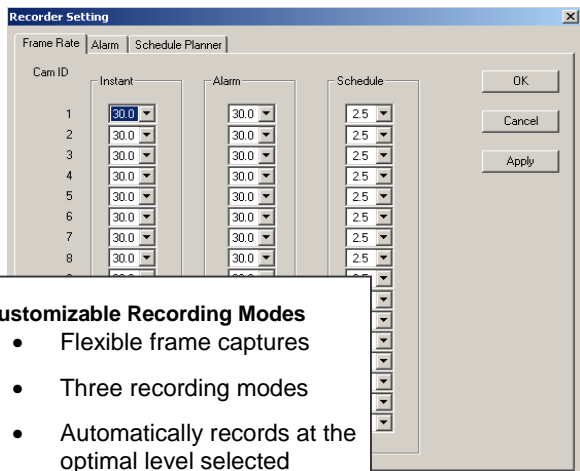 Recorder Setting
Frame Rate Alarm Schedule Planner
Cam ID Instant Alarm Schedule OK
1 30.0 30.0 2.5 Cancel
2 30.0 30.0 2.5
3 30.0 30.0 2.5 Apply
4 30.0 30.0 2.5
5 30.0 30.0 2.5
6 30.0 30.0 2.5
7 30.0 30.0 2.5
8 30.0 30.0 2.5
ustomizable Recording Modes
• Flexible frame captures
• Three recording modes
• Automatically records at the
optimal level selected